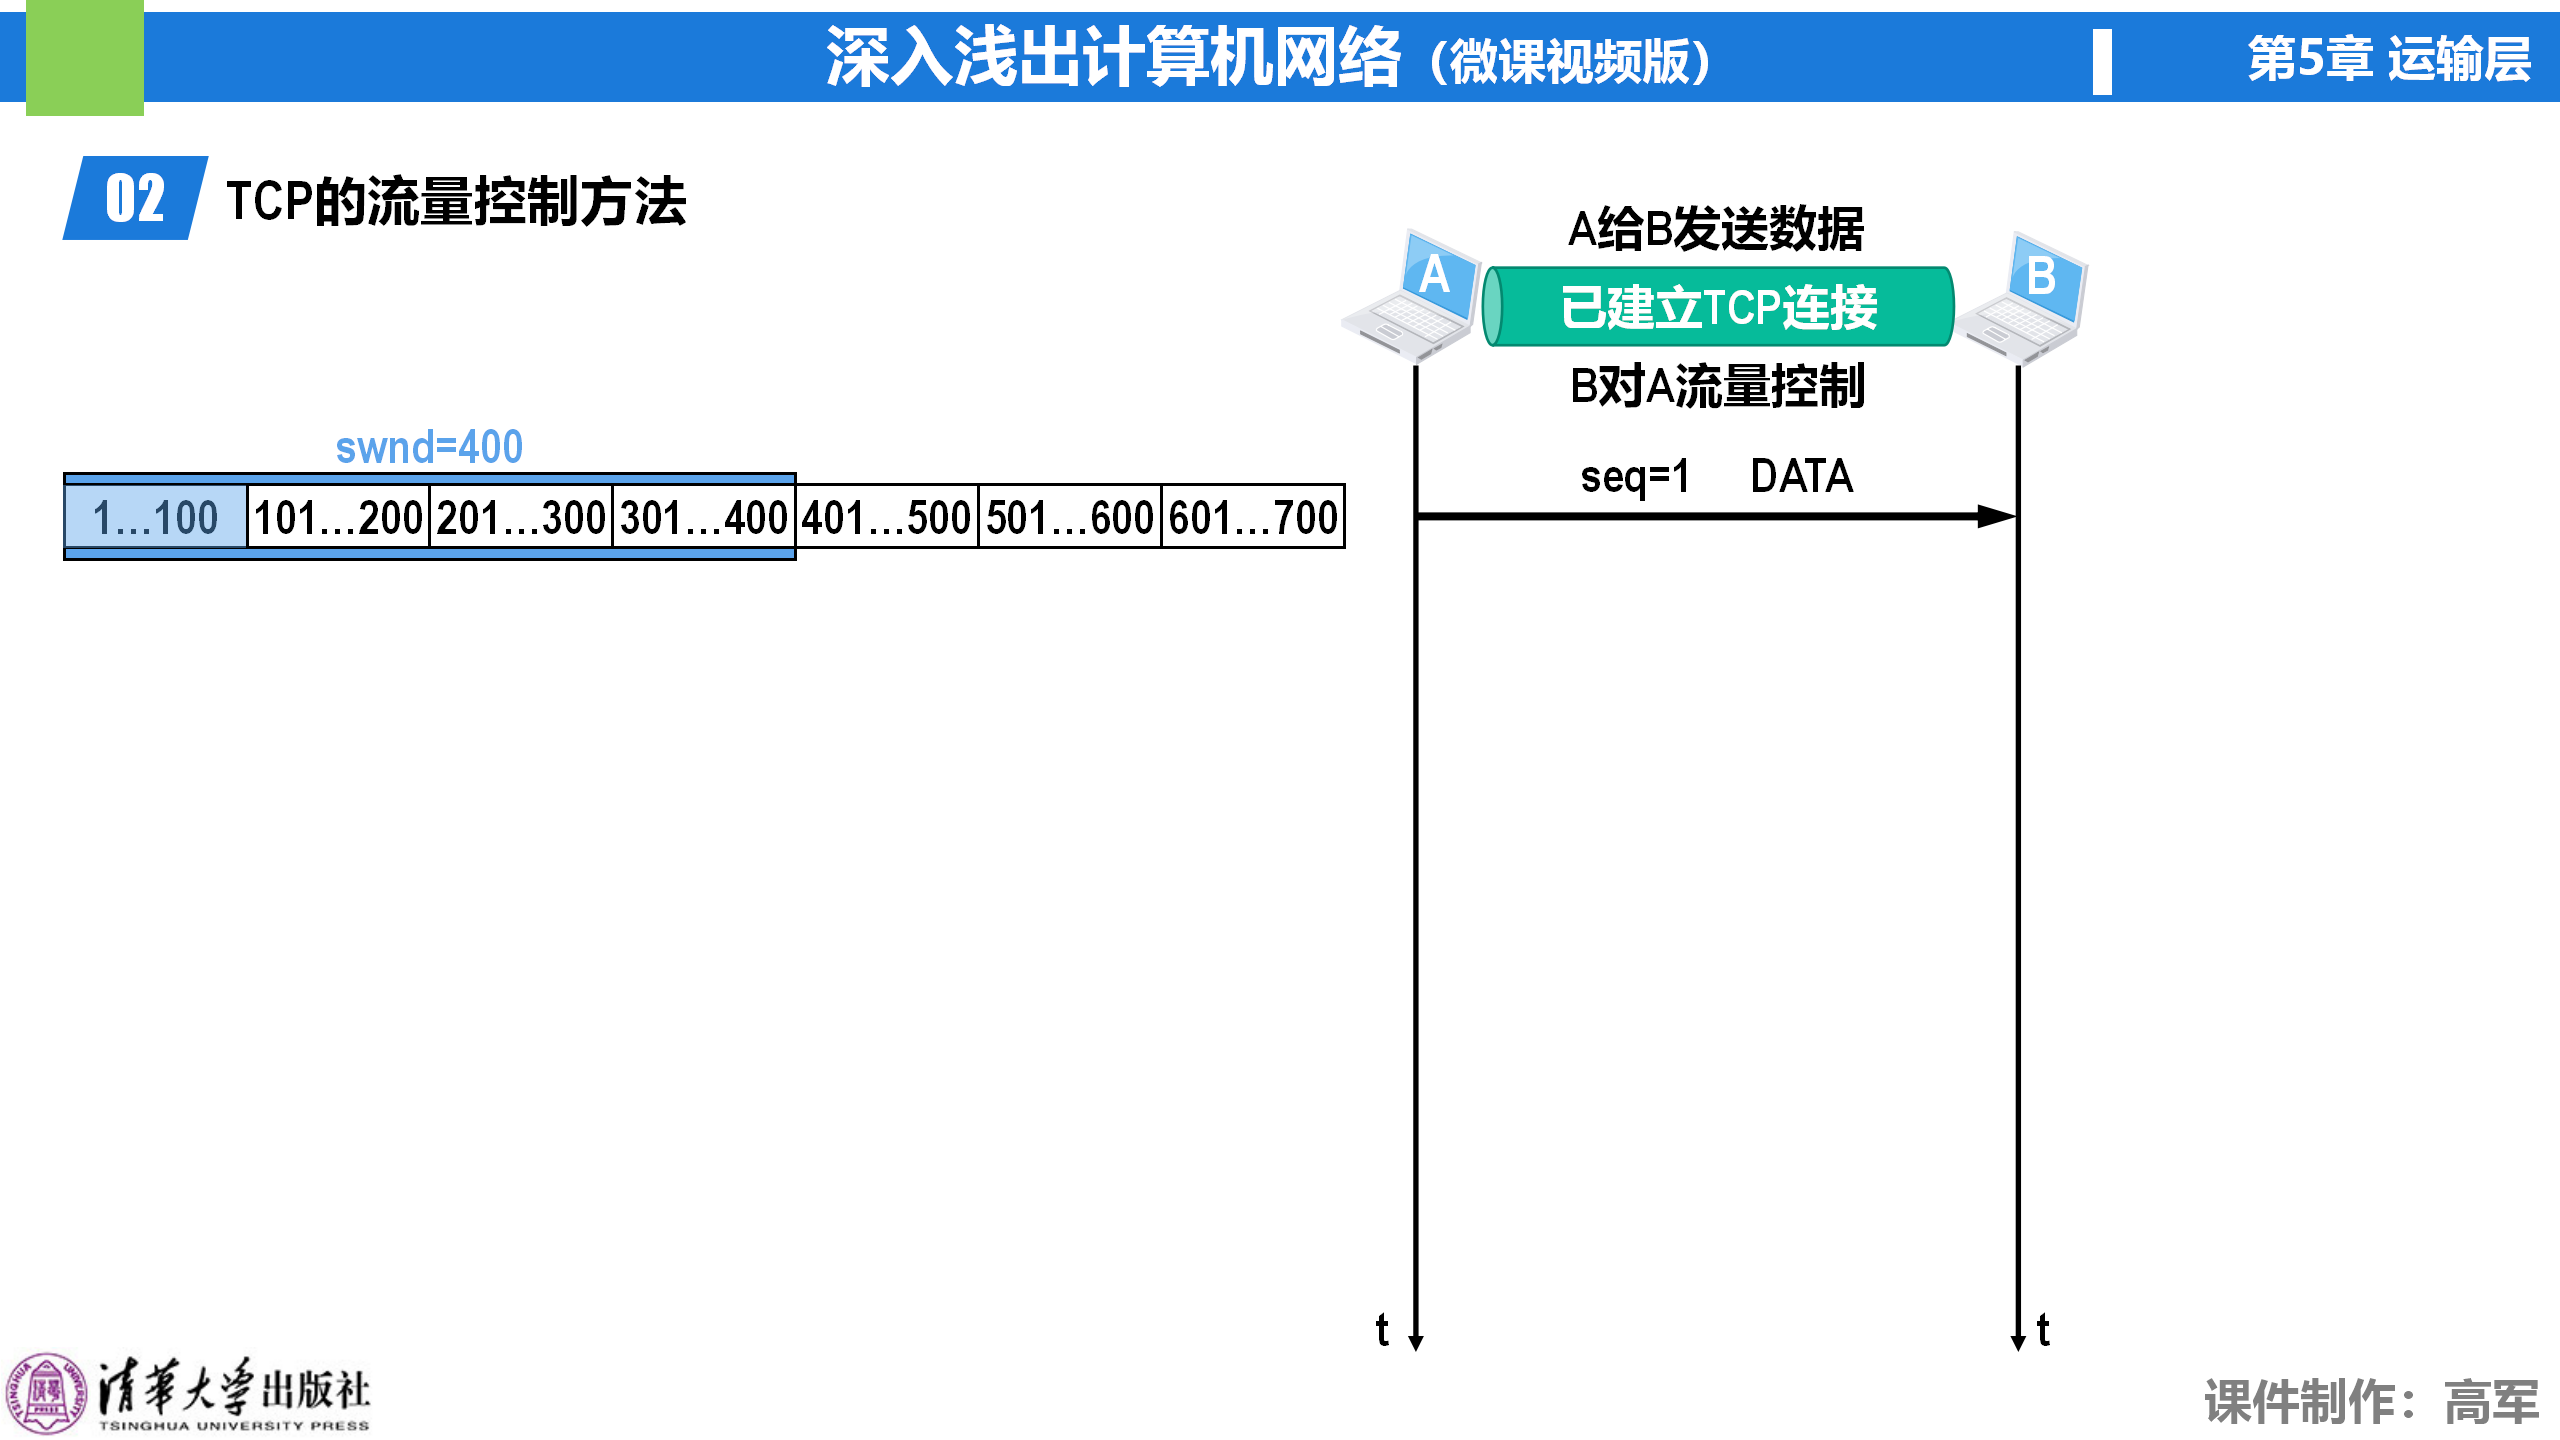 深入浅出计算机网络（微课视频版）
第5章 运输层
02 TCP的流量控制方法
A给B发送数据
A
已建立TCP连接
B
B对A流量控制
swnd=400
1…100 101…200 201…300 301…400 401…500 501…600 601…700
seq=1 DATA
t
t
清華大学出版社
TSINGHUA UNIVERSITY PRESS
课件制作：高军